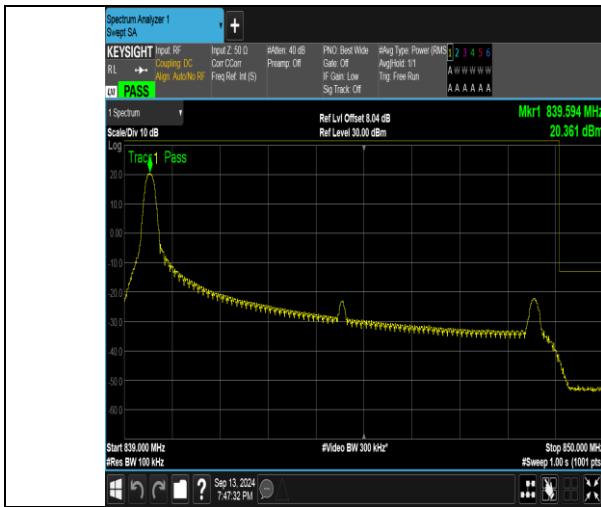 Spectrum Analyzer 1
Swept SA
+
KEYSIGHT Input: RF Input Z: 50 Ω #Atten: 40 dB PNO: Best Wide #Avg Type: Power (RMS 1 2 3 4 5 6
RL Coupling: DC Corr CCorr Preamp: Off Gate: Off Avg|Hold: 1/1 A W W W W W
Align: Auto/No RF Freq Ref: Int (S) IF Gain: Low Trig: Free Run
LXI PASS Sig Track: Off A A A A A A
1 Spectrum Ref Lvl Offset 8.04 dB Mkr1 839.594 MHz
Scale/Div 10 dB Ref Level 30.00 dBm 20.361 dBm
Log
Trace 1 Pass
1
20.0
10.0
0.00
-10.0
-20.0
-30.0
-40.0
-50.0
-60.0
Start 839.000 MHz #Video BW 300 kHz* Stop 850.000 MHz
#Res BW 100 kHz #Sweep 1.00 s (1001 pts
? Sep 13, 2024
7:47:32 PM